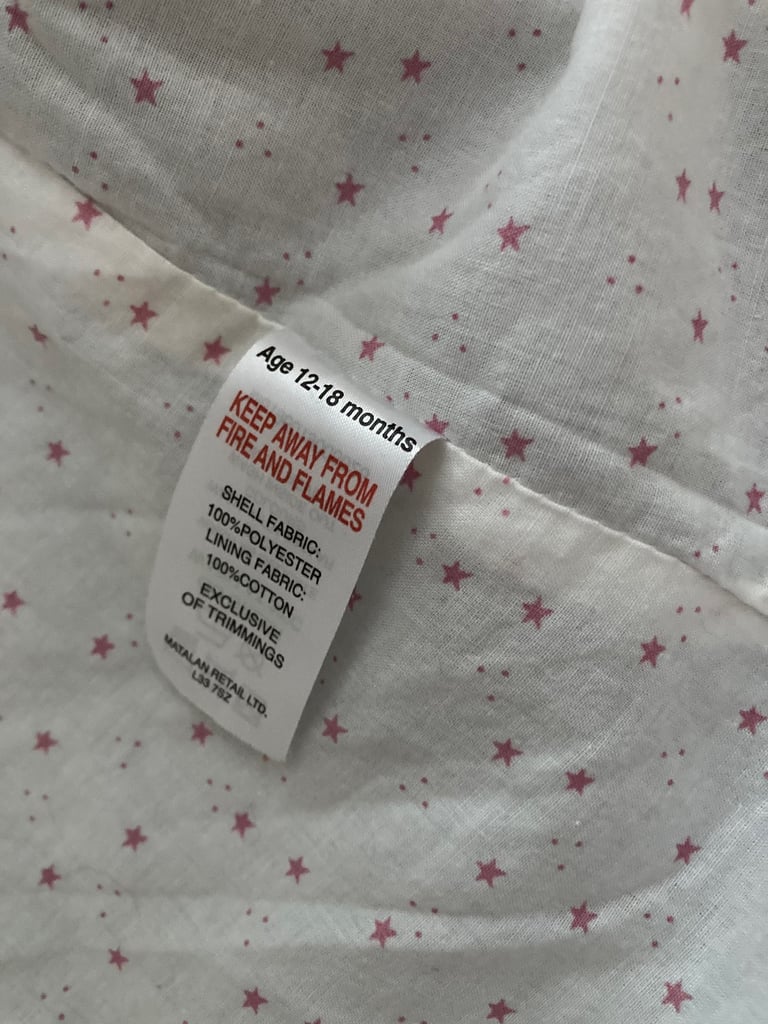 Age 12-18 months
KEEP AWAY FROM
FIRE AND FLAMES
SHELL FABRIC:
100%POLYESTER
LINING FABRIC:
100%COTTON
EXCLUSIVE
OF TRIMMINGS
MATALAN RETAIL LTD.
L33 7SZ